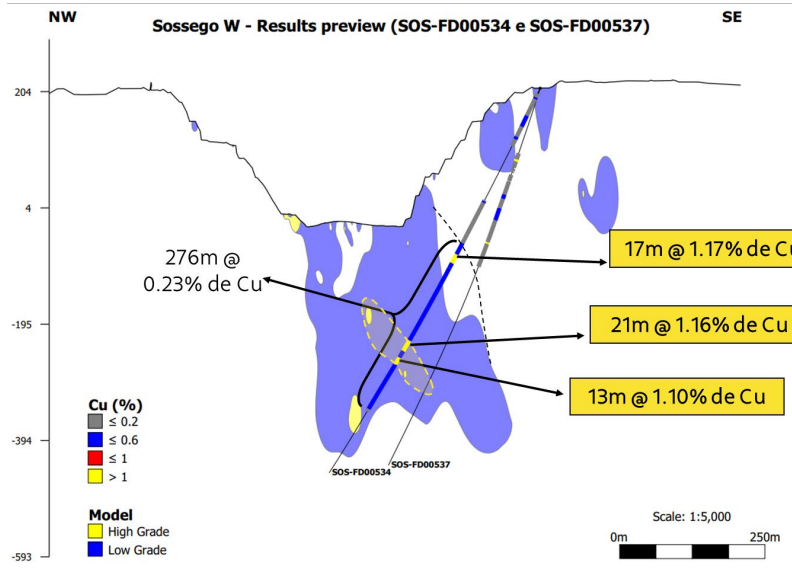 NW
Sossego W - Results preview (SOS-FD00534 e SOS-FD00537)
SE
204
4
-195
-394
-593
276m @
0.23% de Cu
17m @ 1.17% de Cu
21m @ 1.16% de Cu
13m @ 1.10% de Cu
SOS-FD00534
SOS-FD00537
Cu (%)
≤ 0.2
≤ 0.6
≤ 1
> 1
Model
High Grade
Low Grade
Scale: 1:5,000
0m
250m